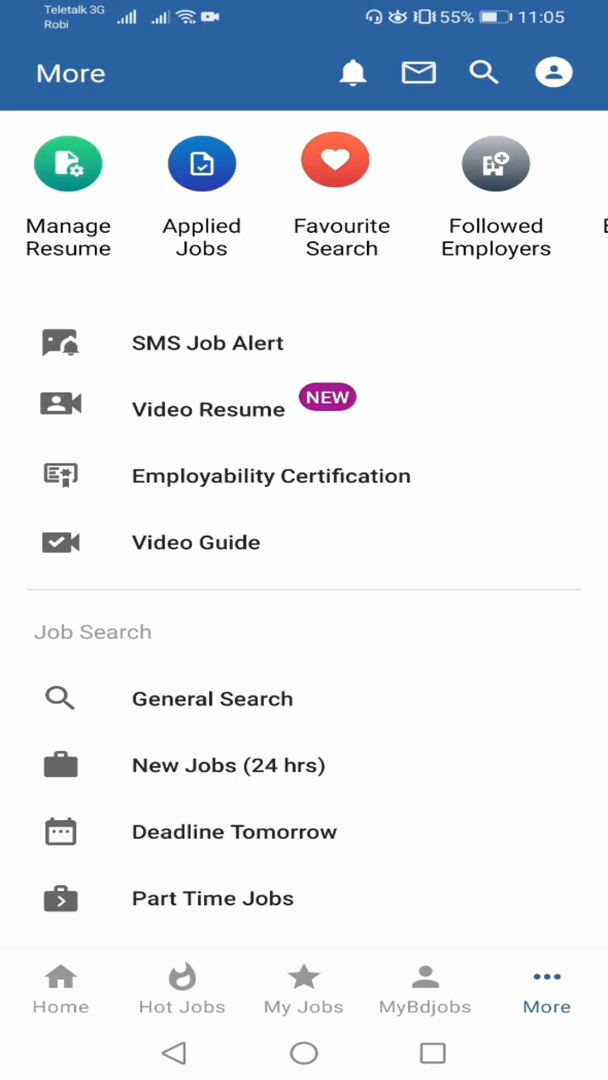 Teletalk 3G
Robi
55%
11:05
More
Manage
Resume
Applied
Jobs
Favourite
Search
Followed
Employers
SMS Job Alert
Video Resume
NEW
Employability Certification
Video Guide
Job Search
General Search
New Jobs (24 hrs)
Deadline Tomorrow
Part Time Jobs
Home
Hot Jobs
My Jobs
MyBdjobs
More